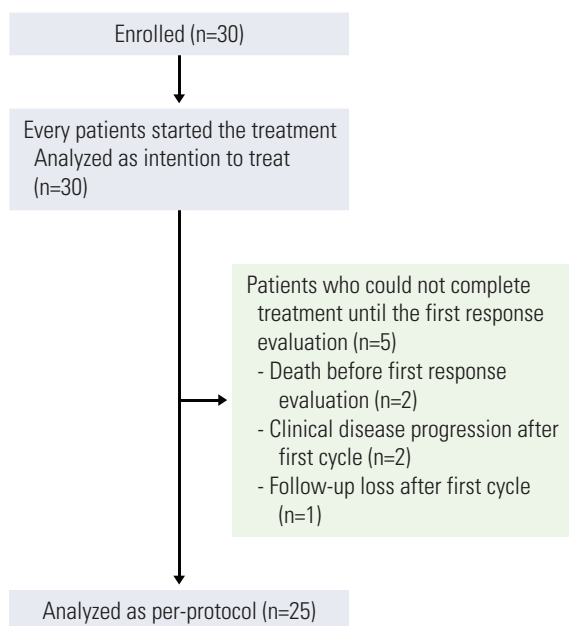 Enrolled (n=30)
Every patients started the treatment
Analyzed as intention to treat
(n=30)
Patients who could not complete
treatment until the first response
evaluation (n=5)
- Death before first response
evaluation (n=2)
- Clinical disease progression after
first cycle (n=2)
- Follow-up loss after first cycle
(n=1)
Analyzed as per-protocol (n=25)